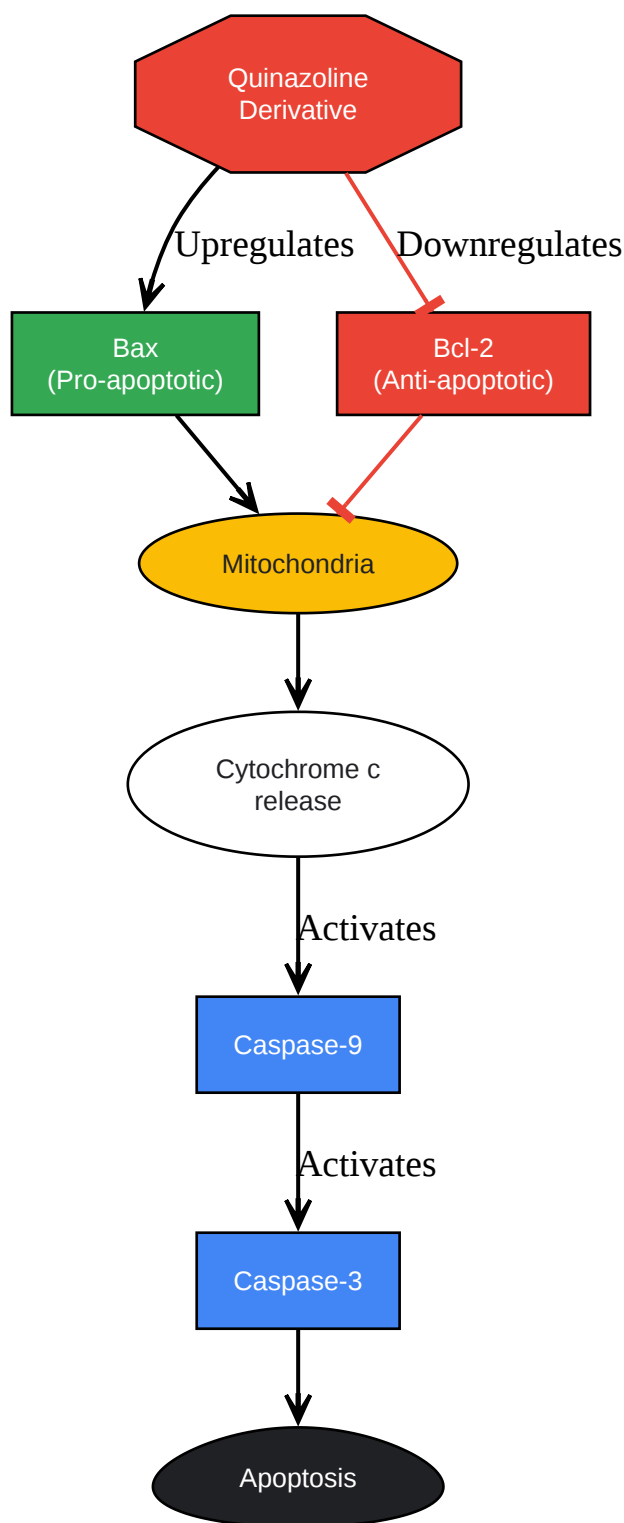 Quinazoline
Derivative
Upregulates
Downregulates
Bax
(Pro-apoptotic)
Bcl-2
(Anti-apoptotic)
Mitochondria
Cytochrome c
release
Activates
Caspase-9
Activates
Caspase-3
Apoptosis